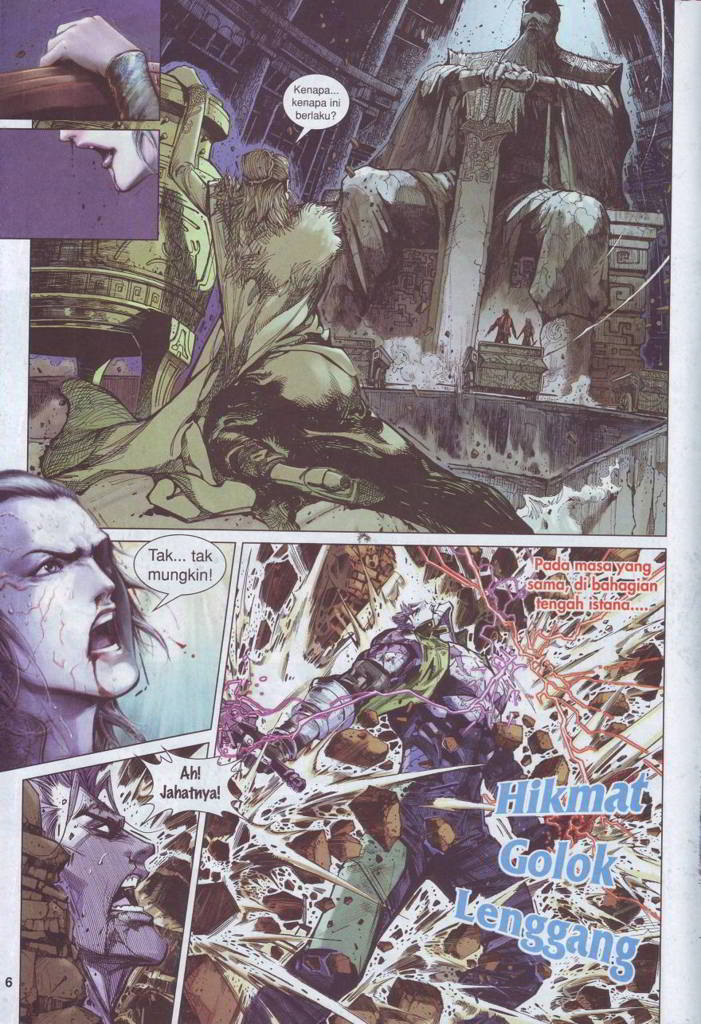 Kenapa...
kenapa ini
berlaku?
Tak... tak
mungkin!
Pada masa yang
sama, di bahagian
tengah istana....
Ah!
Jahatnya!
Hikmat
Golok
Lenggang
6